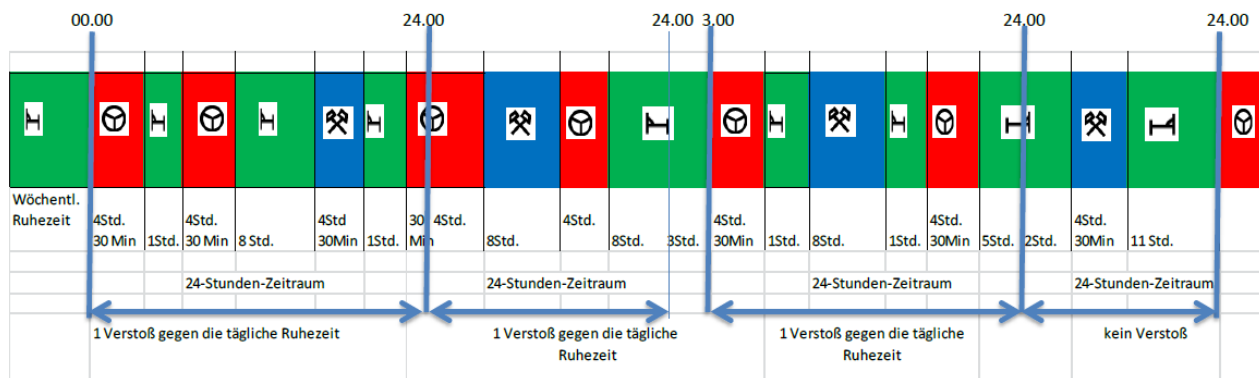 00.00 24.00 24.00 3.00 24.00 24.00
Wöchentl.
Ruhezeit 4Std. 4Std. 4Std 30 4Std. 4Std. 4Std. 4Std. 4Std.
30 Min 1Std. 30 Min 8 Std. 30Min 1Std. Min 8Std. 8Std. 3Std. 30Min 1Std. 8Std. 1Std. 30Min 5Std. 2Std. 30Min 11 Std.
24-Stunden-Zeitraum 24-Stunden-Zeitraum 24-Stunden-Zeitraum 24-Stunden-Zeitraum
1 Verstoß gegen die tägliche Ruhezeit 1 Verstoß gegen die tägliche 1 Verstoß gegen die tägliche kein Verstoß
Ruhezeit Ruhezeit